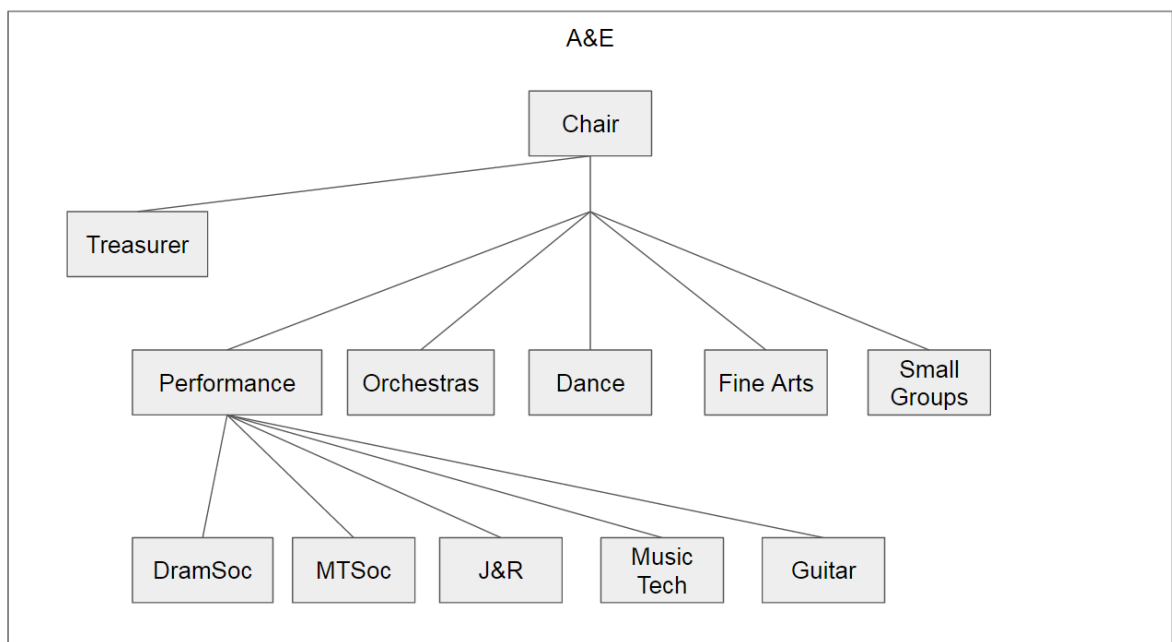 A&E
Chair
Treasurer
Performance
Orchestras
Dance
Fine Arts
Small
Groups
DramSoc
MTSoc
J&R
Music
Tech
Guitar